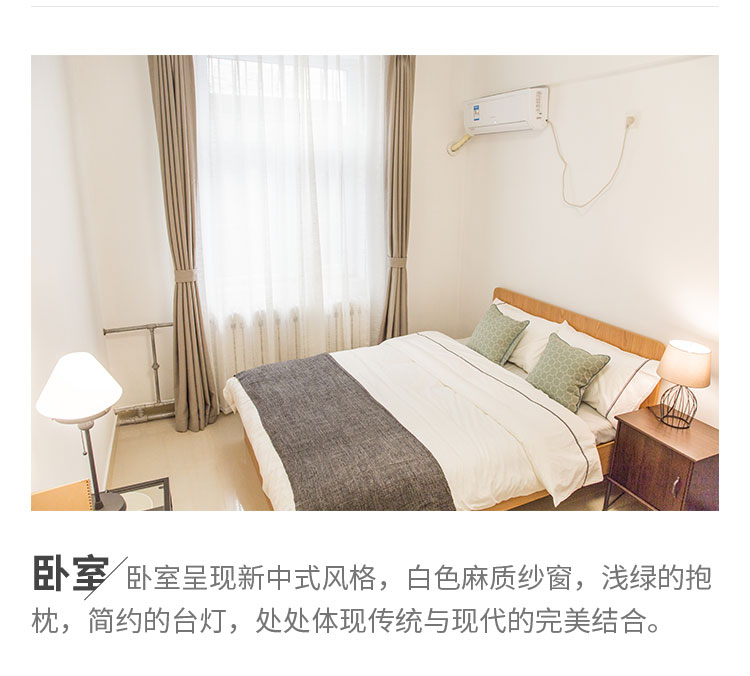 卧室/卧室呈现新中式风格，白色麻质纱窗，浅绿的抱
枕，简约的台灯，处处体现传统与现代的完美结合。